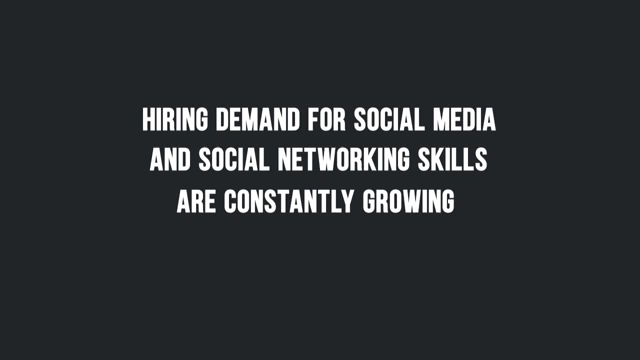 HIRING DEMAND FOR SOCIAL MEDIA
AND SOCIAL NETWORKING SKILLS
ARE CONSTANTLY GROWING